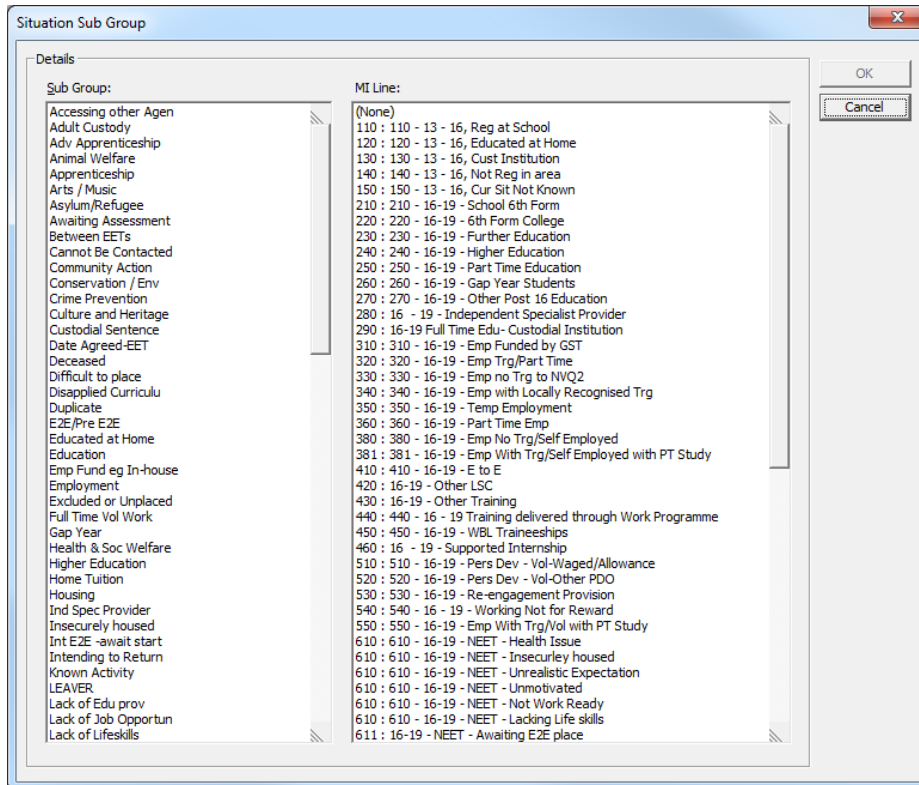 Situation Sub Group
Details
OK
Cancel
Sub Group:
Accessing other Agen
Adult Custody
Adv Apprenticeship
Animal Welfare
Apprenticeship
Arts / Music
Asylum/Refugee
Awaiting Assessment
Between EETs
Cannot Be Contacted
Community Action
Conservation / Env
Crime Prevention
Culture and Heritage
Custodial Sentence
Date Agreed-EET
Deceased
Difficult to place
Disapplied Curriculu
Duplicate
E2E/Pre E2E
Educated at Home
Education
Emp Fund eg In-house
Employment
Excluded or Unplaced
Full Time Vol Work
Gap Year
Health & Soc Welfare
Higher Education
Home Tuition
Housing
Ind Spec Provider
Insecurely housed
Int E2E -await start
Intending to Return
Known Activity
LEAVER
Lack of Edu prov
Lack of Job Opportun
Lack of Lifeskills
MI Line:
(None)
110 : 110 - 13 - 16, Reg at School
120 : 120 - 13 - 16, Educated at Home
130 : 130 - 13 - 16, Cust Institution
140 : 140 - 13 - 16, Not Reg in area
150 : 150 - 13 - 16, Cur Sit Not Known
210 : 210 - 16-19 - School 6th Form
220 : 220 - 16-19 - 6th Form College
230 : 230 - 16-19 - Further Education
240 : 240 - 16-19 - Higher Education
250 : 250 - 16-19 - Part Time Education
260 : 260 - 16-19 - Gap Year Students
270 : 270 - 16-19 - Other Post 16 Education
280 : 16  - 19 - Independent Specialist Provider
290 : 16-19 Full Time Edu- Custodial Institution
310 : 310 - 16-19 - Emp Funded by GST
320 : 320 - 16-19 - Emp Trg/Part Time
330 : 330 - 16-19 - Emp no Trg to NVQ2
340 : 340 - 16-19 - Emp with Locally Recognised Trg
350 : 350 - 16-19 - Temp Employment
360 : 360 - 16-19 - Part Time Emp
380 : 380 - 16-19 - Emp No Trg/Self Employed
381 : 381 - 16-19 - Emp With Trg/Self Employed with PT Study
410 : 410 - 16-19 - E to E
420 : 16-19 - Other LSC
430 : 16-19 - Other Training
440 : 440 - 16 - 19 Training delivered through Work Programme
450 : 450 - 16-19 - WBL Traineeships
460 : 16  - 19 - Supported Internship
510 : 510 - 16-19 - Pers Dev - Vol-Waged/Allowance
520 : 520 - 16-19 - Pers Dev - Vol-Other PDO
530 : 530 - 16-19 - Re-engagement Provision
540 : 540 - 16 - 19 - Working Not for Reward
550 : 550 - 16-19 - Emp With Trg/Vol with PT Study
610 : 610 - 16-19 - NEET - Health Issue
610 : 610 - 16-19 - NEET - Insecurley housed
610 : 610 - 16-19 - NEET - Unrealistic Expectation
610 : 610 - 16-19 - NEET - Unmotivated
610 : 610 - 16-19 - NEET - Not Work Ready
610 : 610 - 16-19 - NEET - Lacking Life skills
611 : 16-19 - NEET - Awaiting E2E place